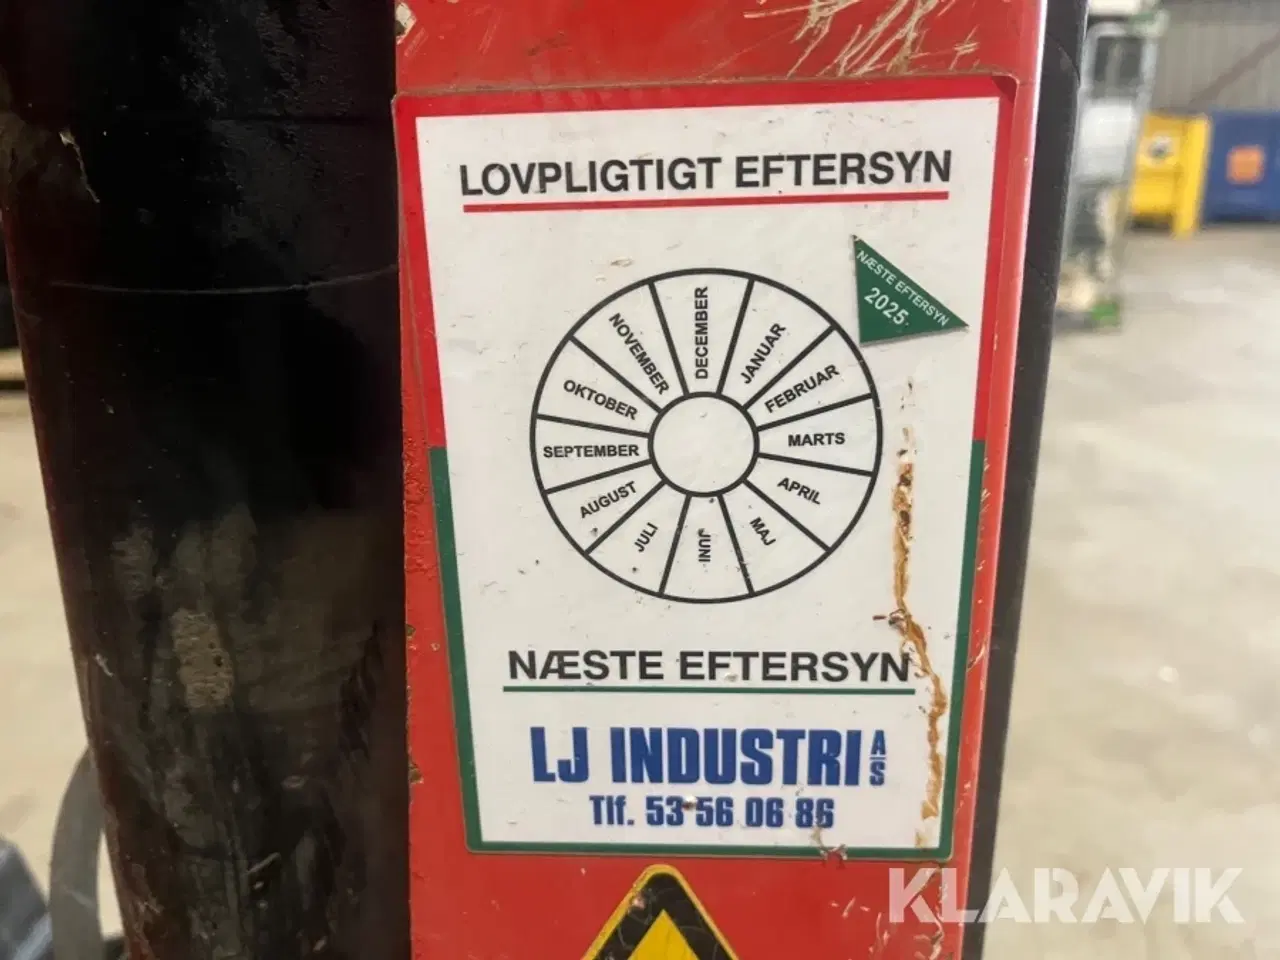 LOVPLIGTIGT EFTERSYN
NÆSTE EFTERSYN
2025
DECEMBER
JANUAR
FEBRUAR
MARTS
APRIL
MAJ
JUNI
JULI
AUGUST
SEPTEMBER
OKTOBER
NOVEMBER
NÆSTE EFTERSYN
LJ INDUSTRI A/S
Tlf. 53 56 06 86
KLARAVIK